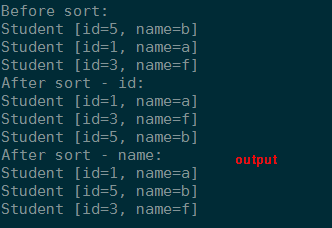 Before sort:
Student [id=5, name=b]
Student [id=1, name=a]
Student [id=3, name=f]
After sort - id:
Student [id=1, name=a]
Student [id=3, name=f]
Student [id=5, name=b]
After sort - name:
output
Student [id=1, name=a]
Student [id=5, name=b]
Student [id=3, name=f]